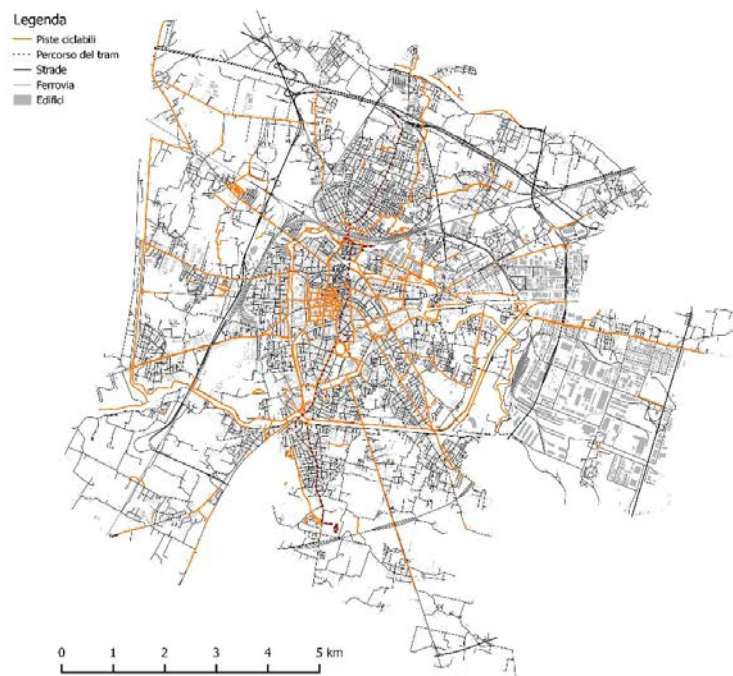 Legenda
Piste ciclabili
Percorso del tram
Strade
Ferrovia
Edifici
0 1 2 3 4 5 km